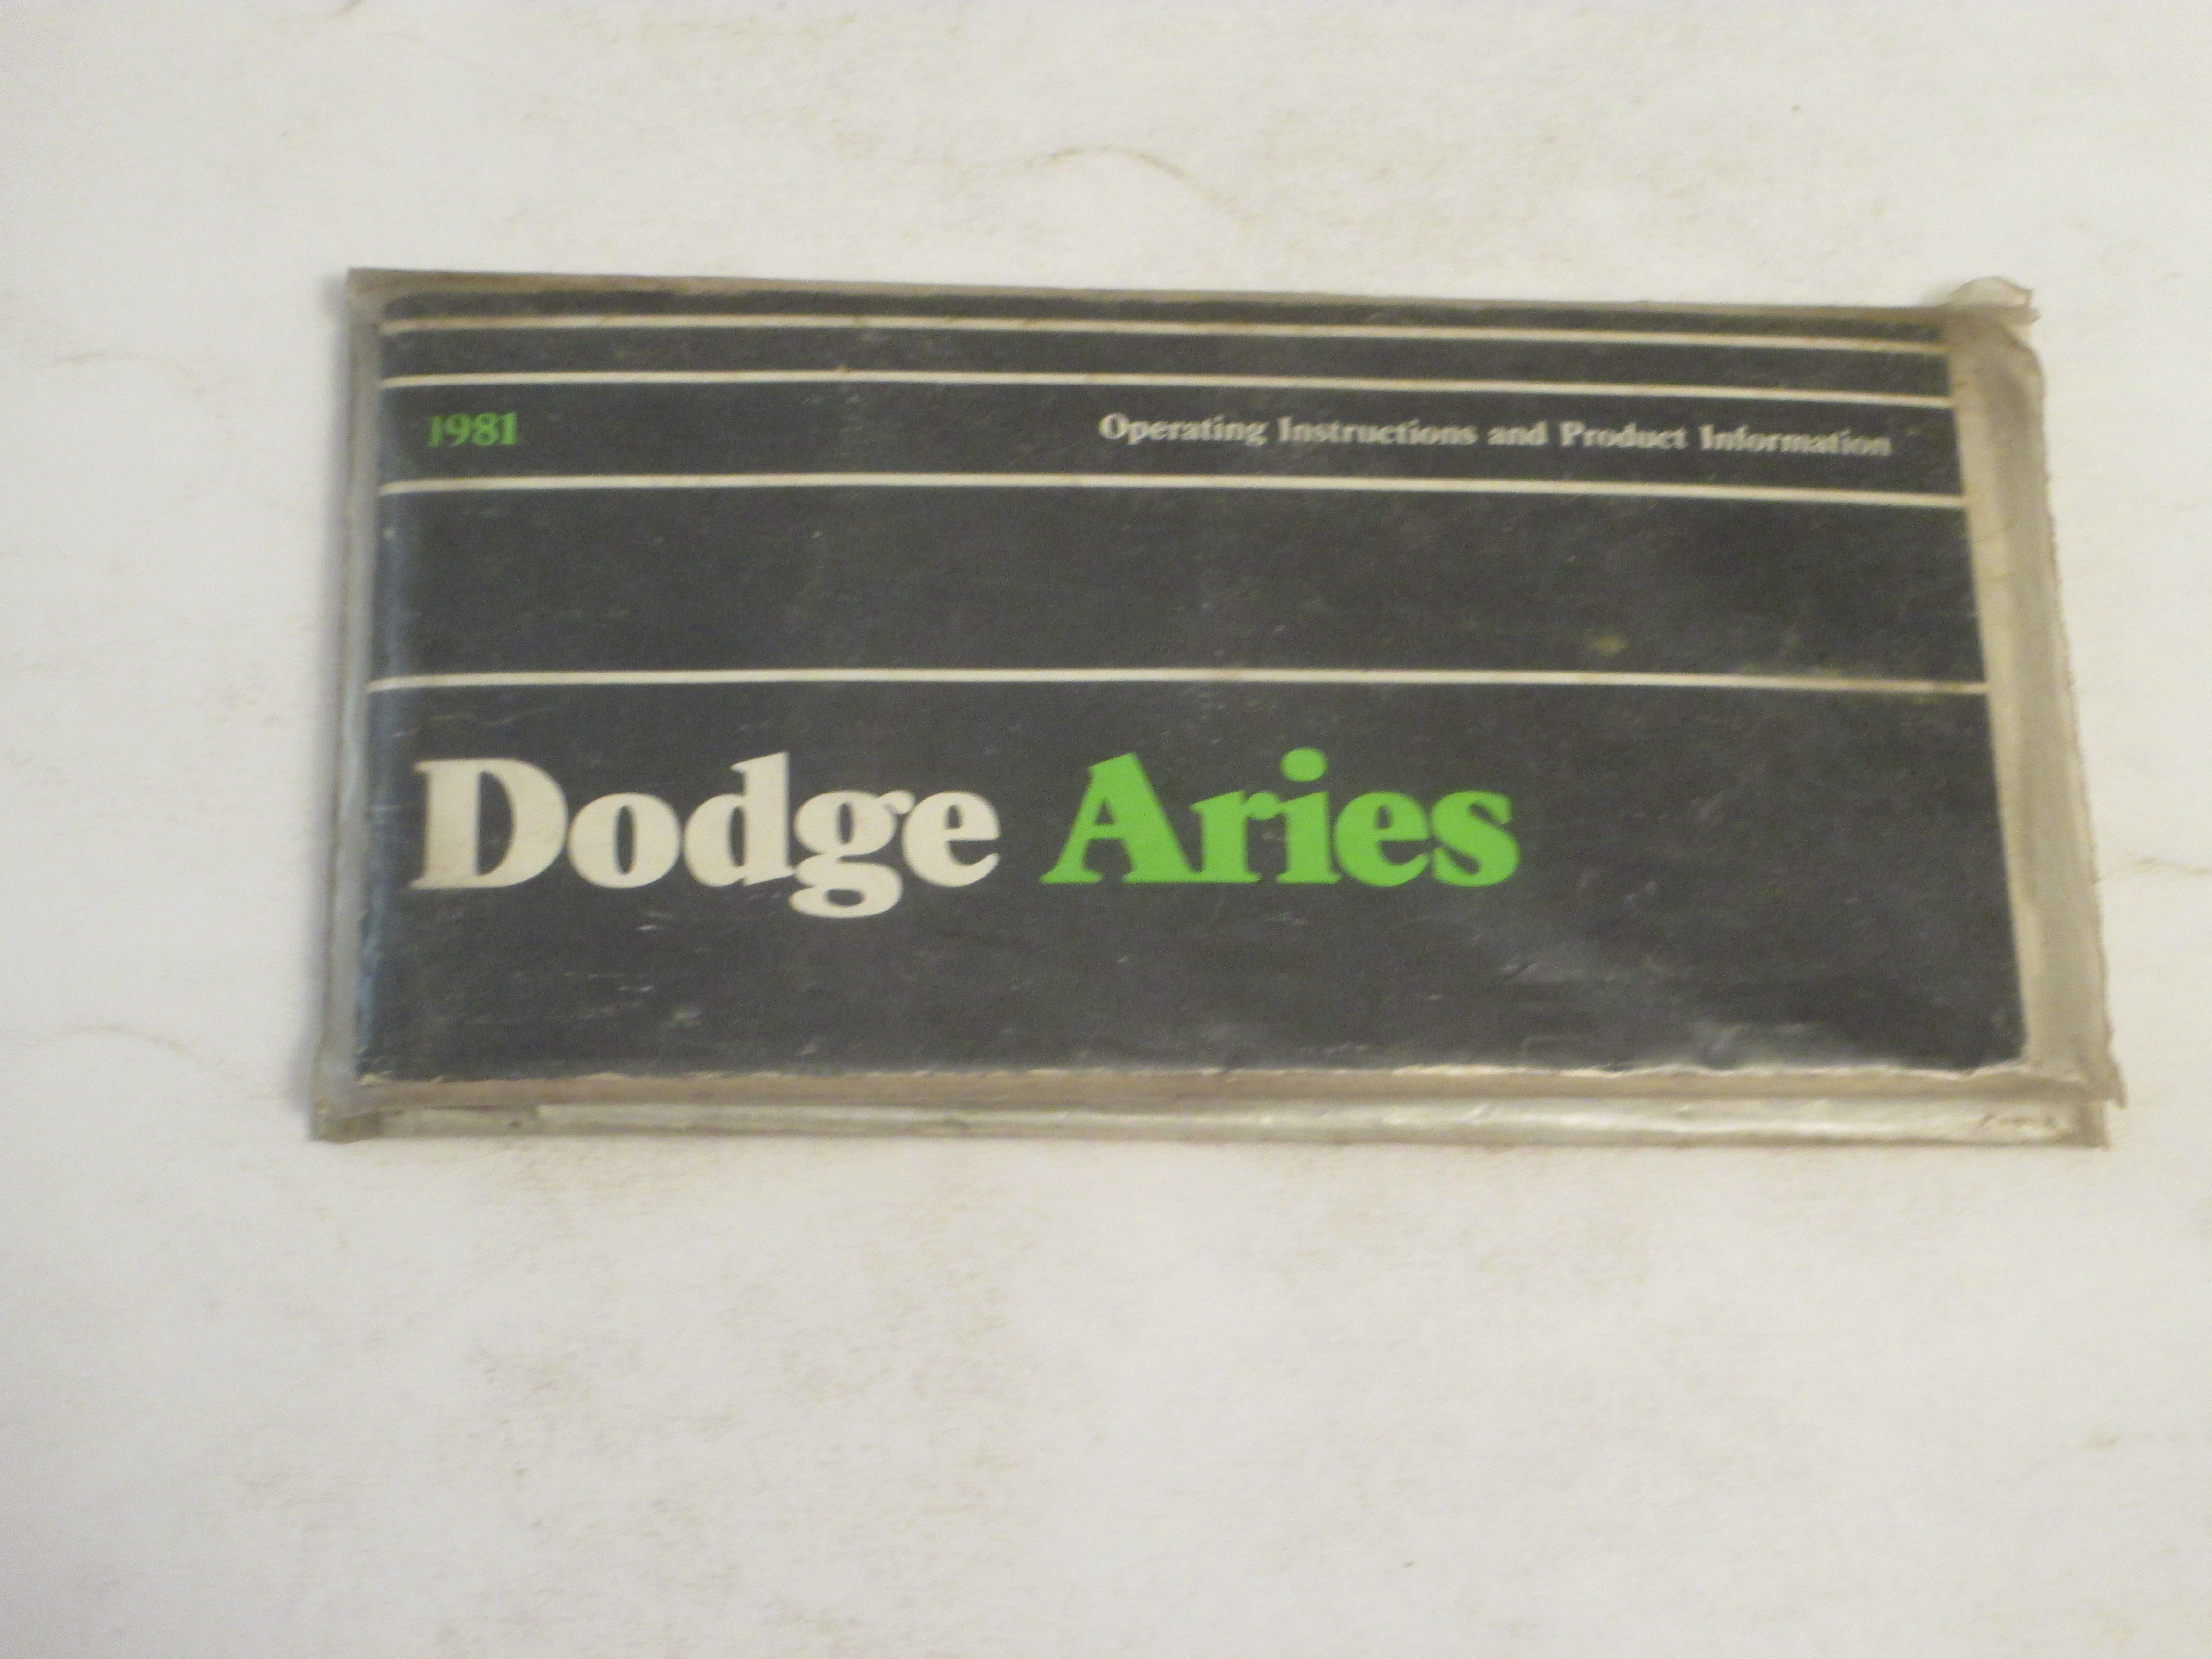 1981
Operating Instructions and Product Information
Dodge Aries